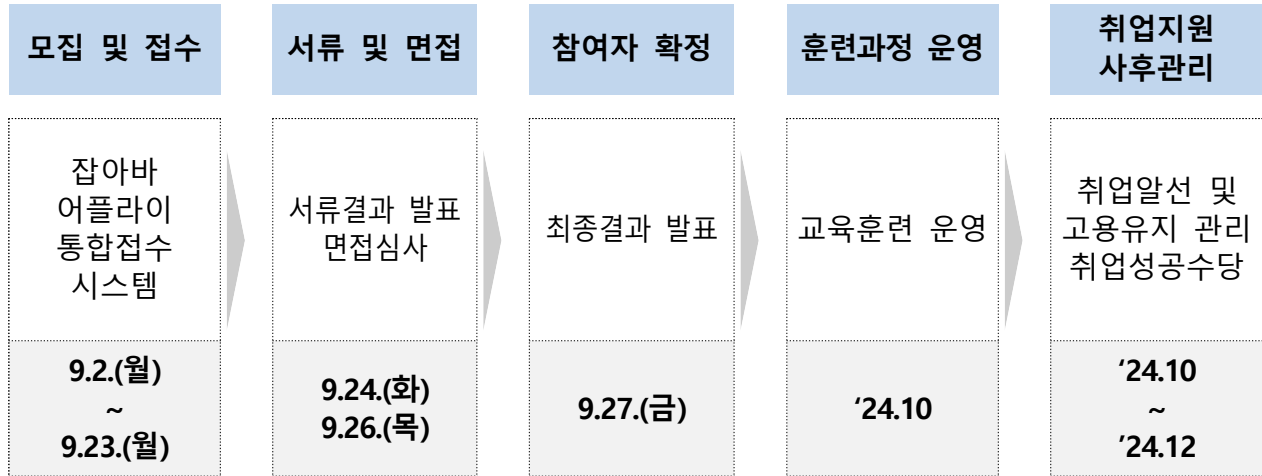 모집 및 접수
서류 및 면접
참여자 확정
훈련과정 운영
취업지원
사후관리
잡아바
어플라이
통합접수
시스템
서류결과 발표
면접심사
최종결과 발표
교육훈련 운영
취업알선 및
고용유지 관리
취업성공수당
9.2.(월)
~
9.23.(월)
9.24.(화)
9.26.(목)
9.27.(금)
‘24.10
‘24.10
~
’24.12